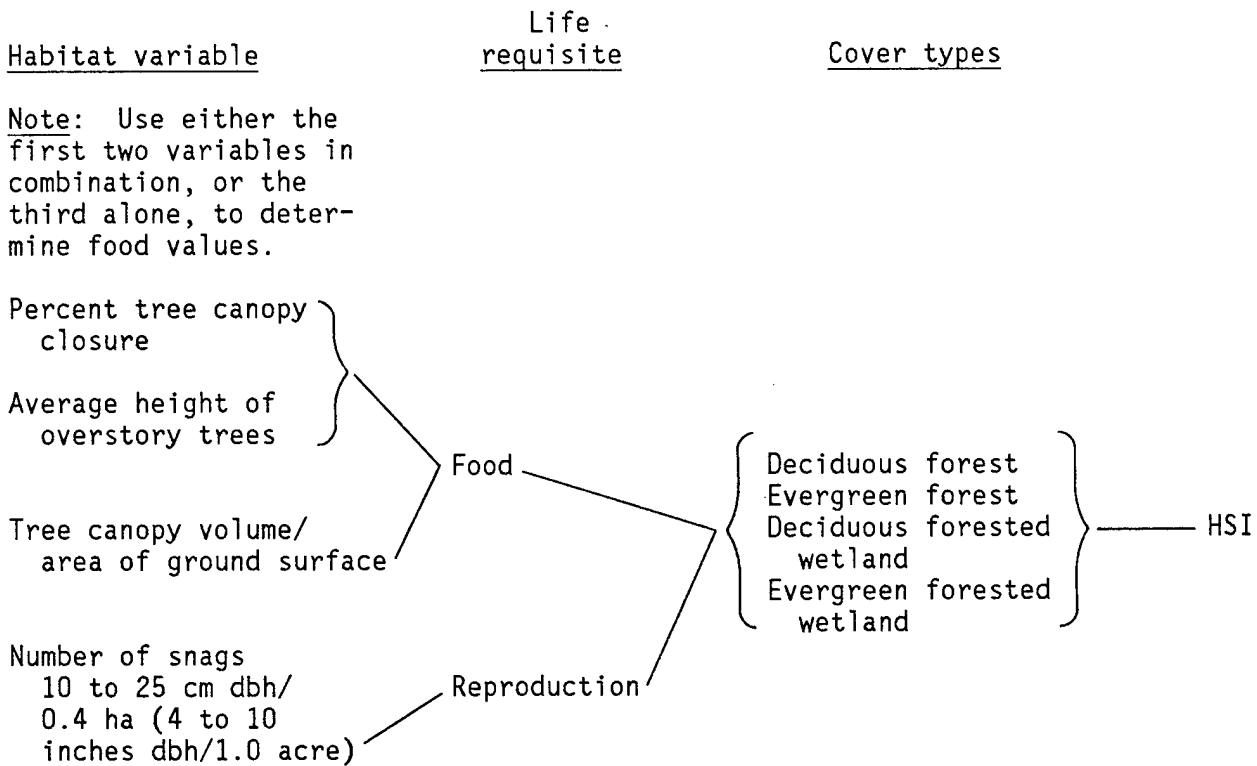 Habitat variable
Life
requisite
Cover types
Note: Use either the
first two variables in
combination, or the
third alone, to deter-
mine food values.
Percent tree canopy
closure
Average height of
overstory trees
Tree canopy volume/
area of ground surface
Number of snags
10 to 25 cm dbh/
0.4 ha (4 to 10
inches dbh/1.0 acre)
Food
Reproduction
Deciduous forest
Evergreen forest
Deciduous forested
wetland
Evergreen forested
wetland
HSI